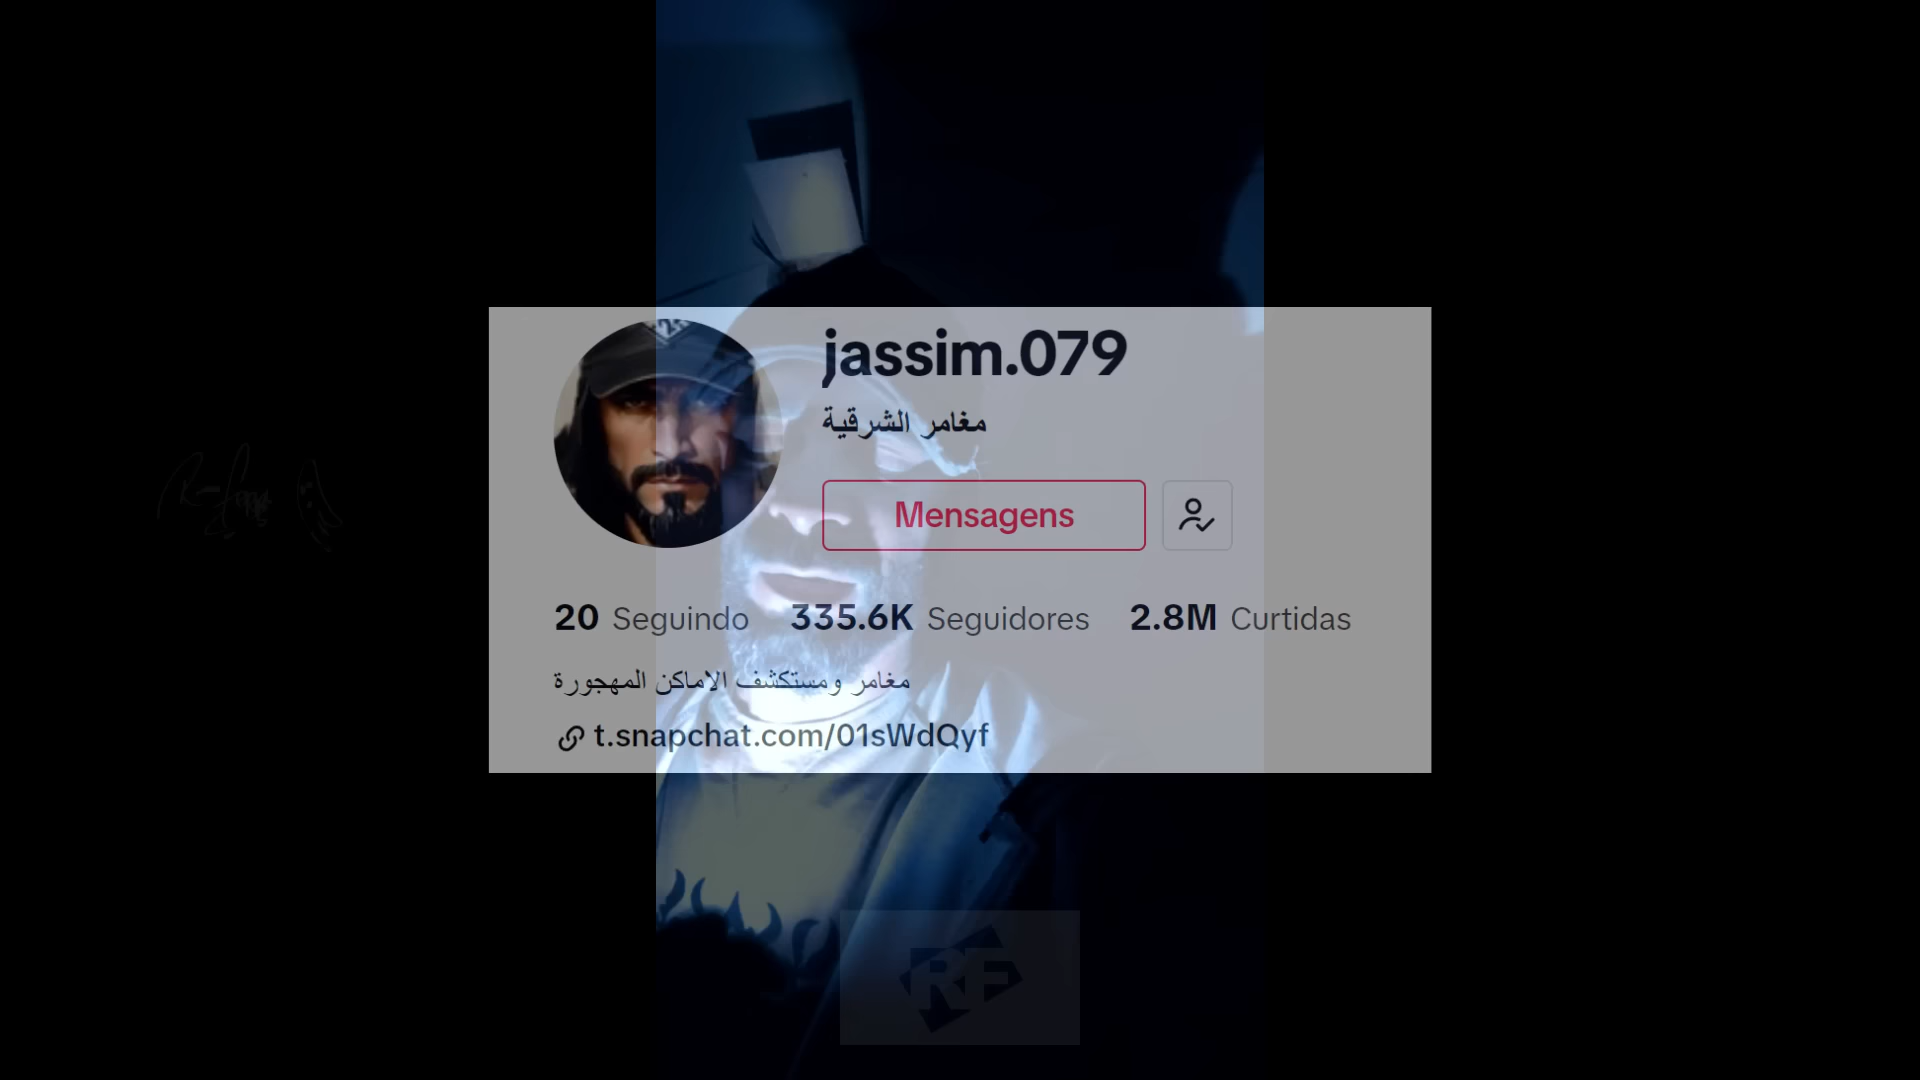 jassim.079
مغامر الشرقية
Mensagens
20 Seguindo 335.6K Seguidores 2.8M Curtidas
مغامر ومستكشف الاماكن المهجورة
t.snapchat.com/01sWdQyf
RF